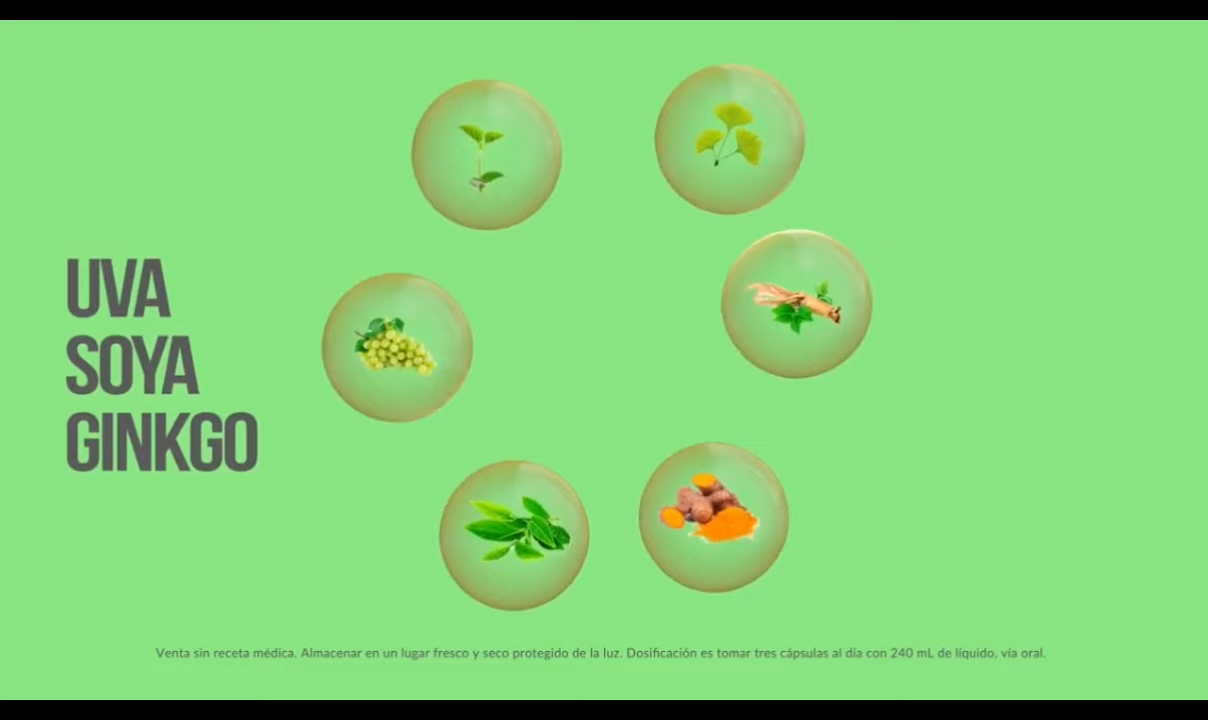 UVA
SOYA
GINKGO
Venta sin receta médica. Almacenar en un lugar fresco y seco protegido de la luz. Dosificación es tomar tres cápsulas al día con 240 mL de líquido, vía oral.